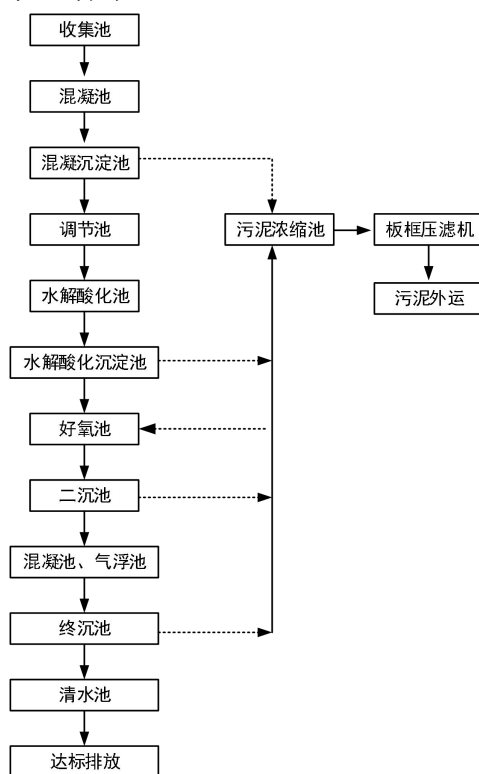 收集池
混凝池
混凝沉淀池
调节池
污泥浓缩池
板框压滤机
水解酸化池
污泥外运
水解酸化沉淀池
好氧池
二沉池
混凝池、气浮池
终沉池
清水池
达标排放